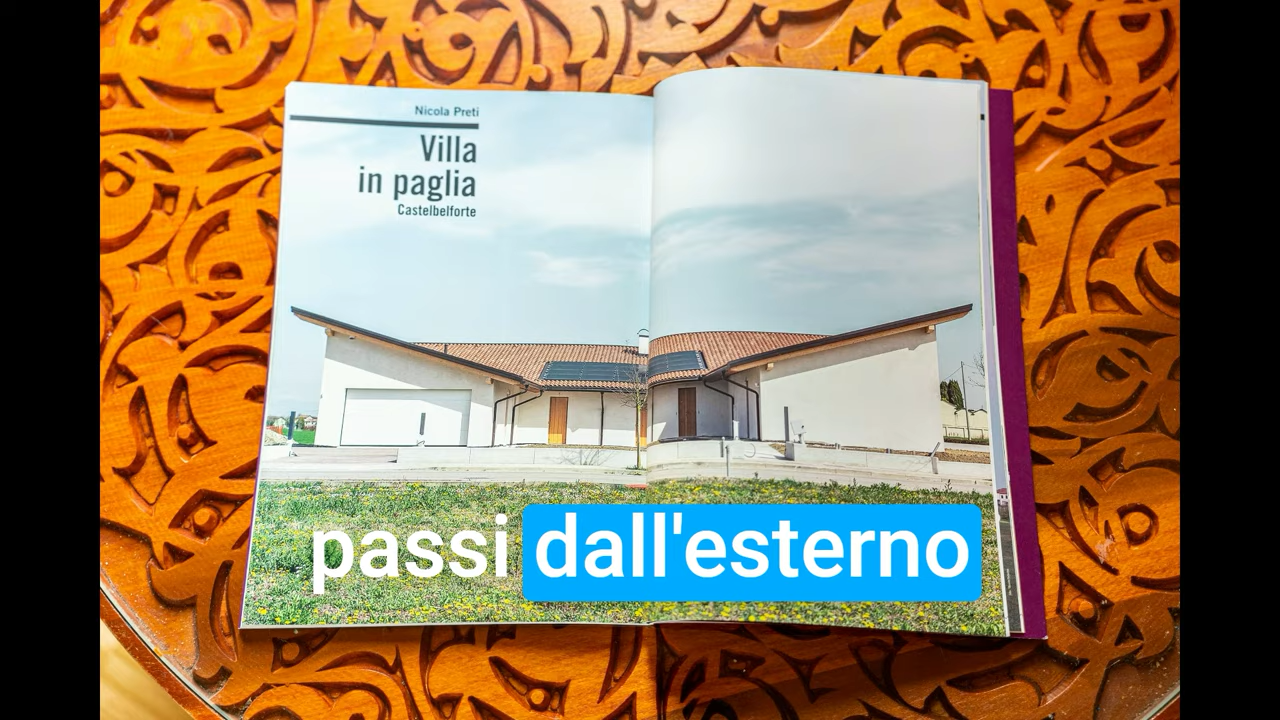 Nicola Preti
Villa
in paglia
Castelbelforte
passi dall'esterno